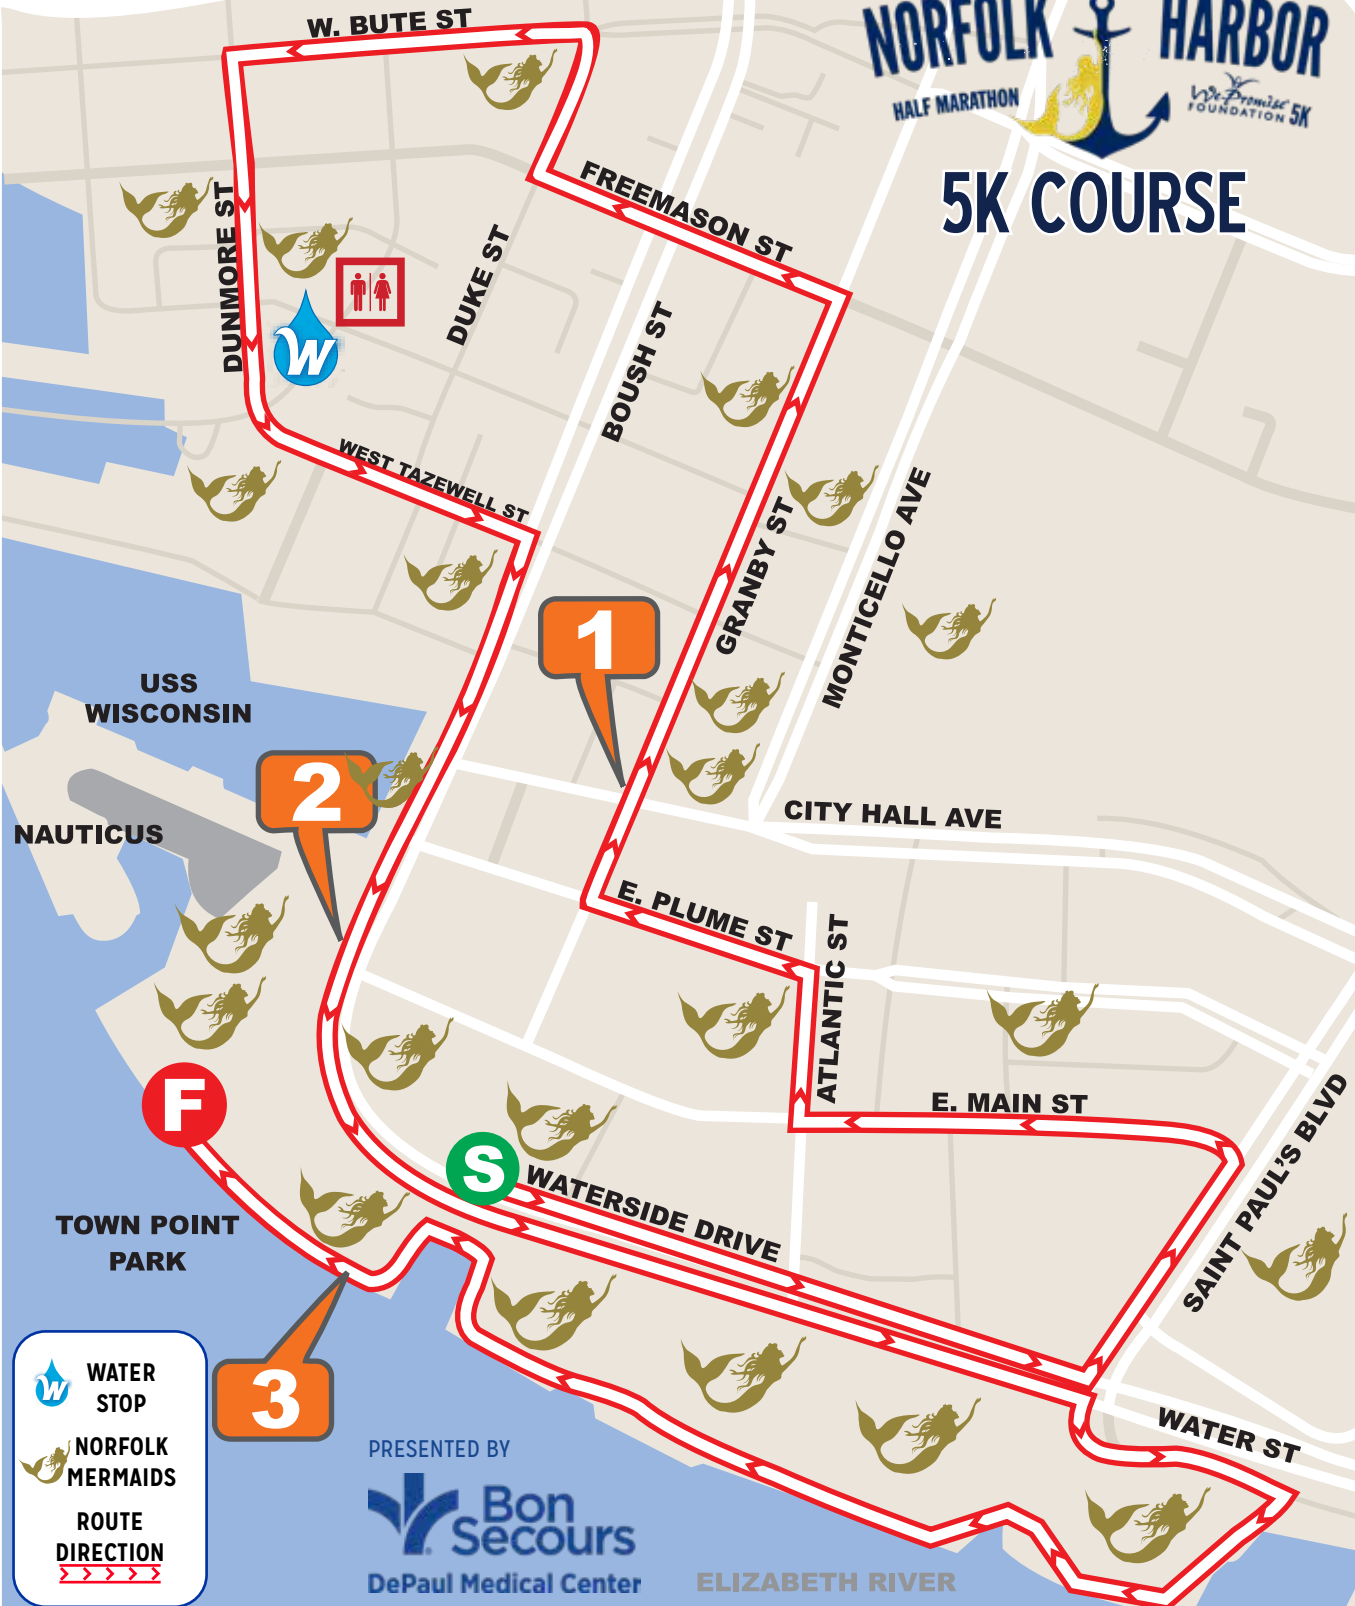 NORFOLK HARBOR
HALF MARATHON
We Promise
FOUNDATION 5K
5K COURSE
W. BUTE ST
FREEMASON ST
DUNMORE ST
DUKE ST
BOUSH ST
W
WEST TAZEWELL ST
GRANBY ST
MONTICELLO AVE
1
USS
WISCONSIN
2
NAUTICUS
CITY HALL AVE
E. PLUME ST
ATLANTIC ST
F
E. MAIN ST
SAINT PAUL'S BLVD
S
WATERSIDE DRIVE
TOWN POINT
PARK
3
WATER ST
W
WATER
STOP
NORFOLK
MERMAIDS
ROUTE
DIRECTION
PRESENTED BY
Bon
Secours
DePaul Medical Center
ELIZABETH RIVER